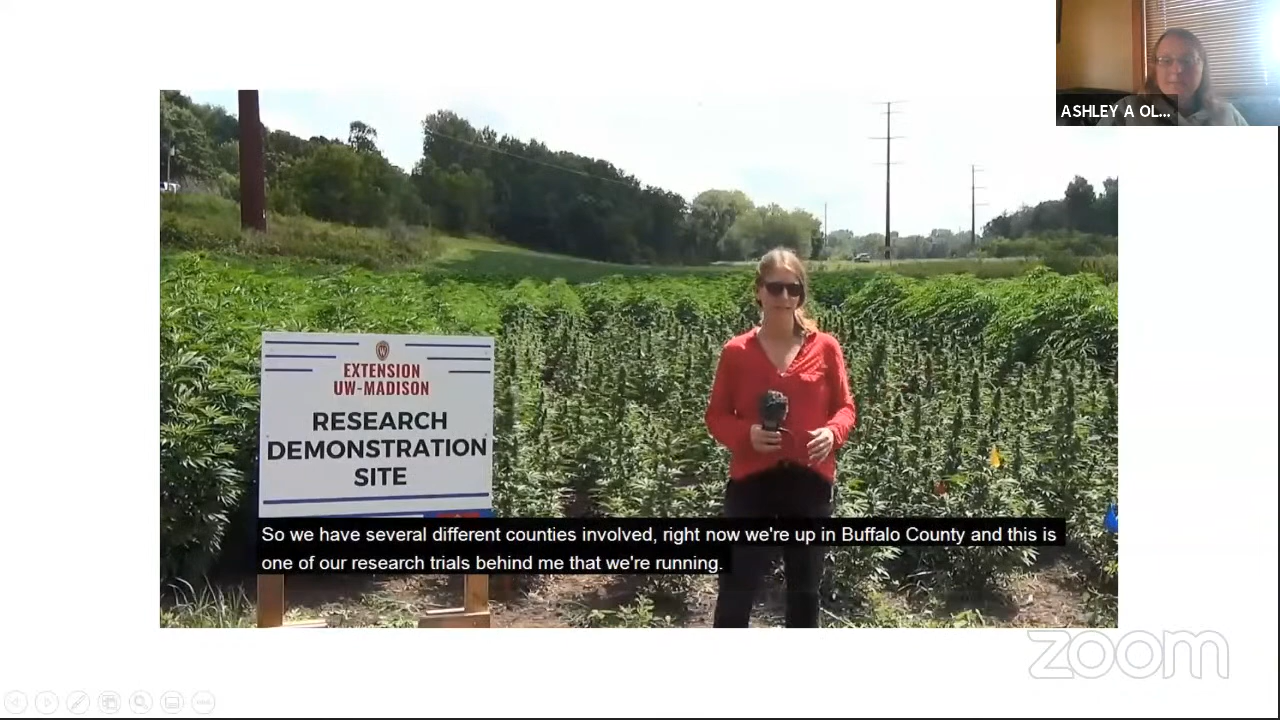 ASHLEY A OL...
W
EXTENSION
UW-MADISON
RESEARCH
DEMONSTRATION
SITE
So we have several different counties involved, right now we're up in Buffalo County and this is
one of our research trials behind me that we're running.
zoom